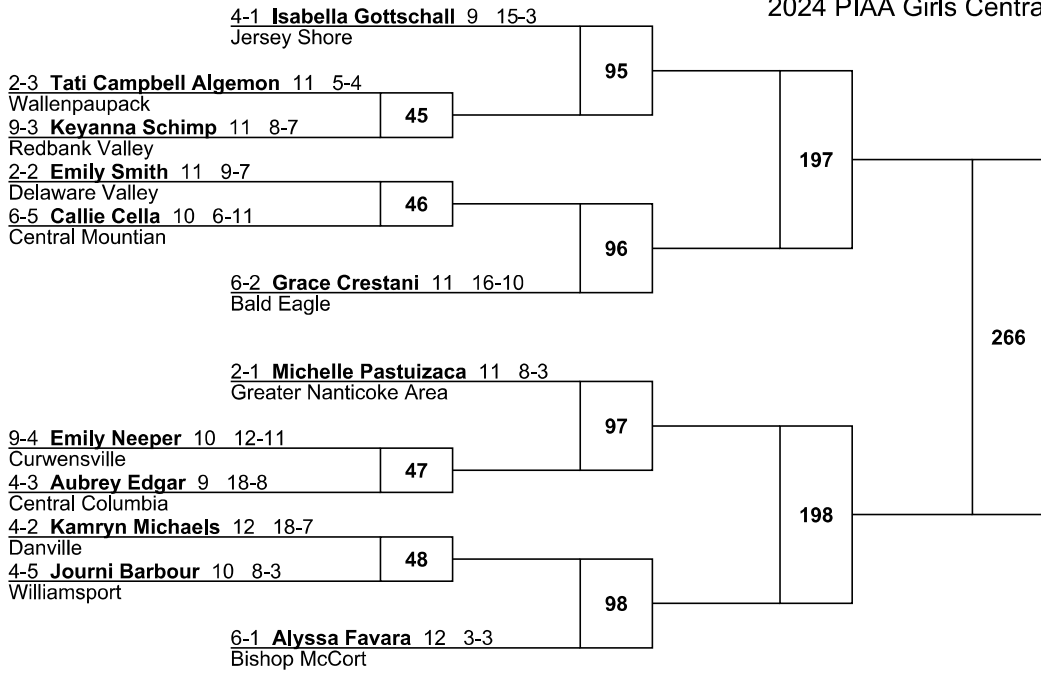 2024 PIAA Girls Centra
4-1 Isabella Gottschall 9 15-3
Jersey Shore
95
2-3 Tati Campbell Algemon 11 5-4
Wallenpaupack
45
9-3 Keyanna Schimp 11 8-7
Redbank Valley
197
2-2 Emily Smith 11 9-7
Delaware Valley
46
6-5 Callie Cella 10 6-11
Central Mountian
96
6-2 Grace Crestani 11 16-10
Bald Eagle
266
2-1 Michelle Pastuizaca 11 8-3
Greater Nanticoke Area
97
9-4 Emily Neeper 10 12-11
Curwensville
47
4-3 Aubrey Edgar 9 18-8
Central Columbia
198
4-2 Kamryn Michaels 12 18-7
Danville
48
4-5 Journi Barbour 10 8-3
Williamsport
98
6-1 Alyssa Favara 12 3-3
Bishop McCort